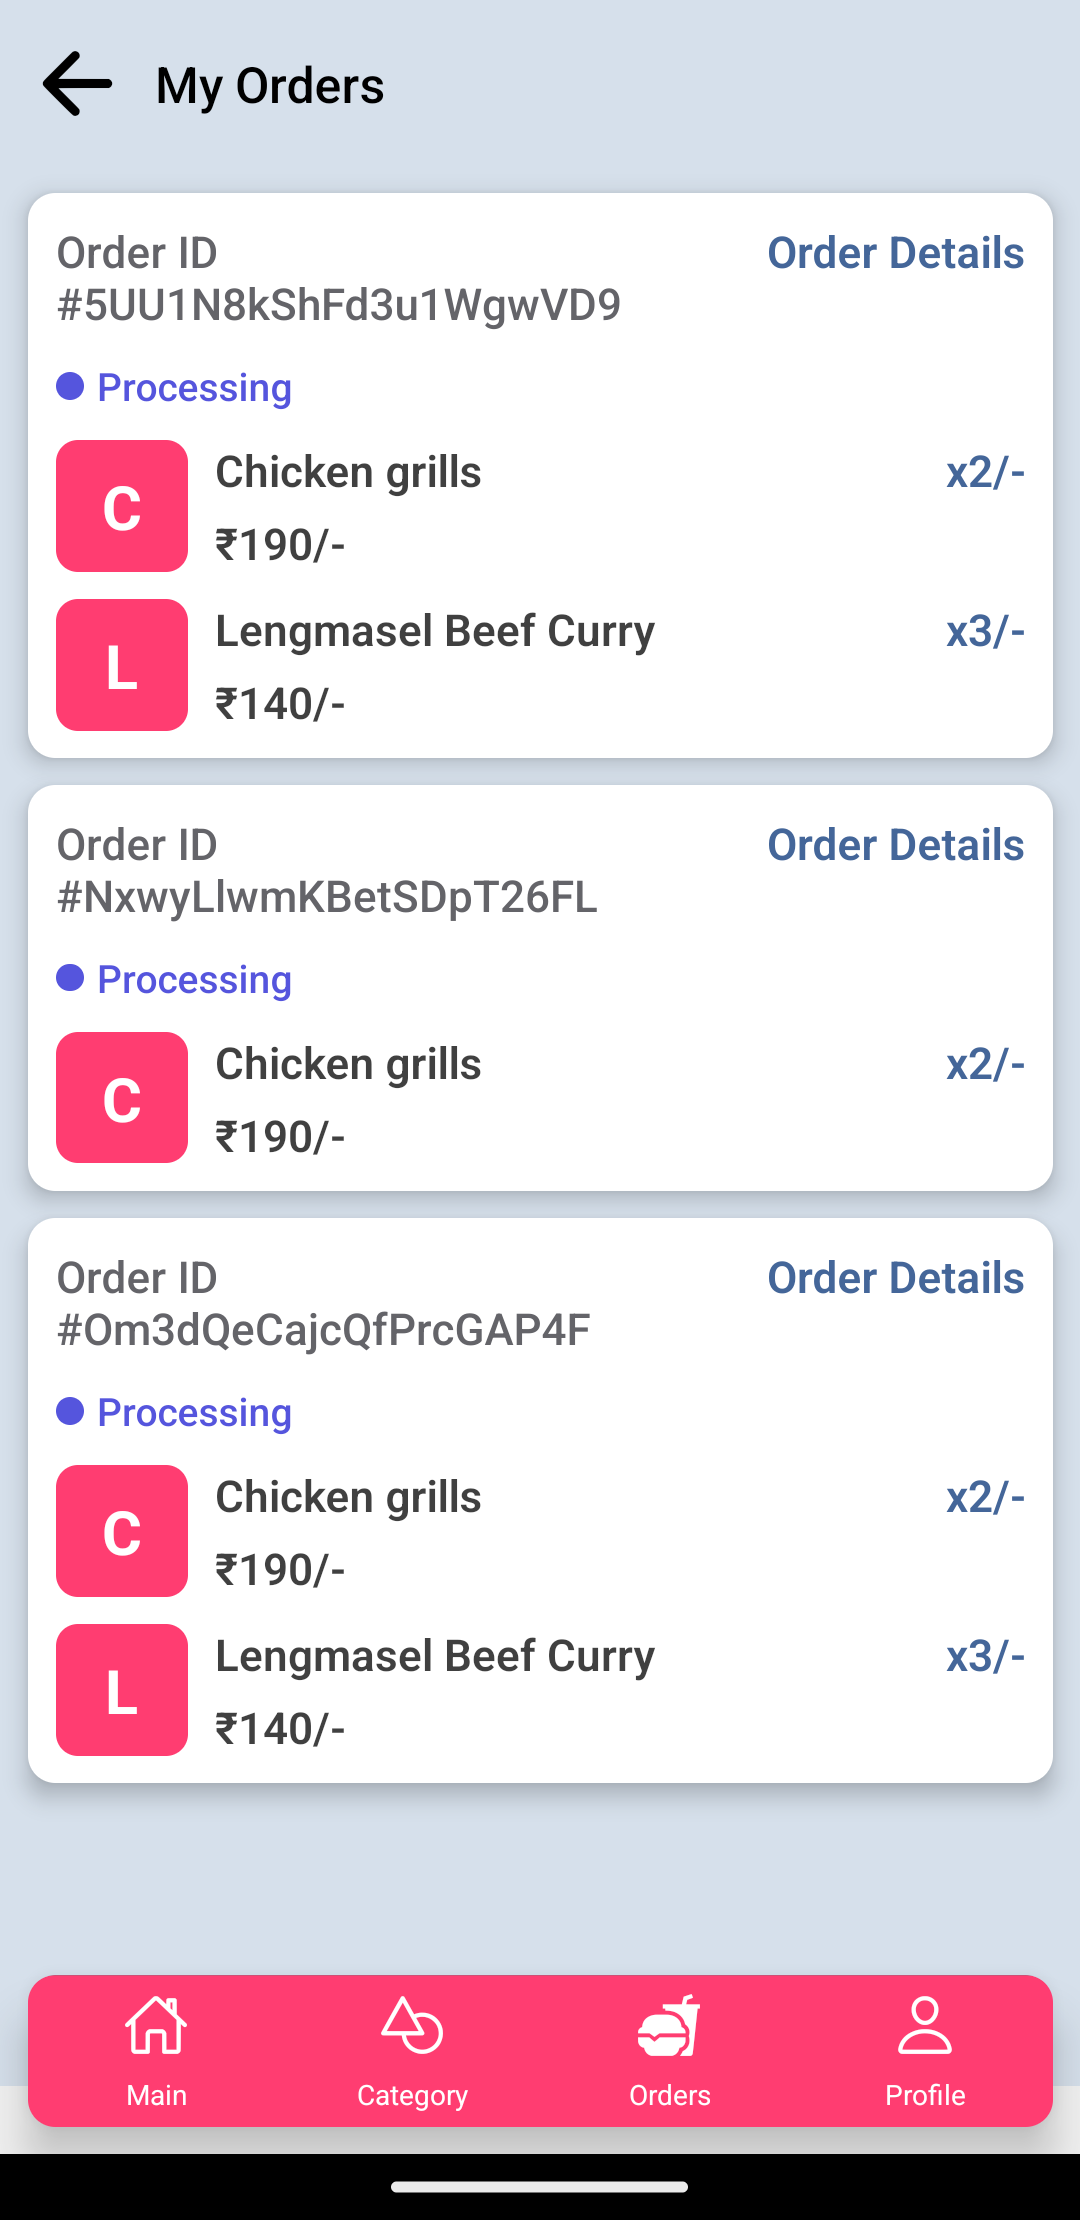 My Orders
Order ID
Order Details
#5UU1N8kShFd3u1WgwVD9
Processing
C
Chicken grills
x2/-
₹190/-
L
Lengmasel Beef Curry
x3/-
₹140/-
Order ID
Order Details
#NxwyLlwmKBetSDpT26FL
Processing
C
Chicken grills
x2/-
₹190/-
Order ID
Order Details
#Om3dQeCajcQfPrcGAP4F
Processing
C
Chicken grills
x2/-
₹190/-
L
Lengmasel Beef Curry
x3/-
₹140/-
Main
Category
Orders
Profile